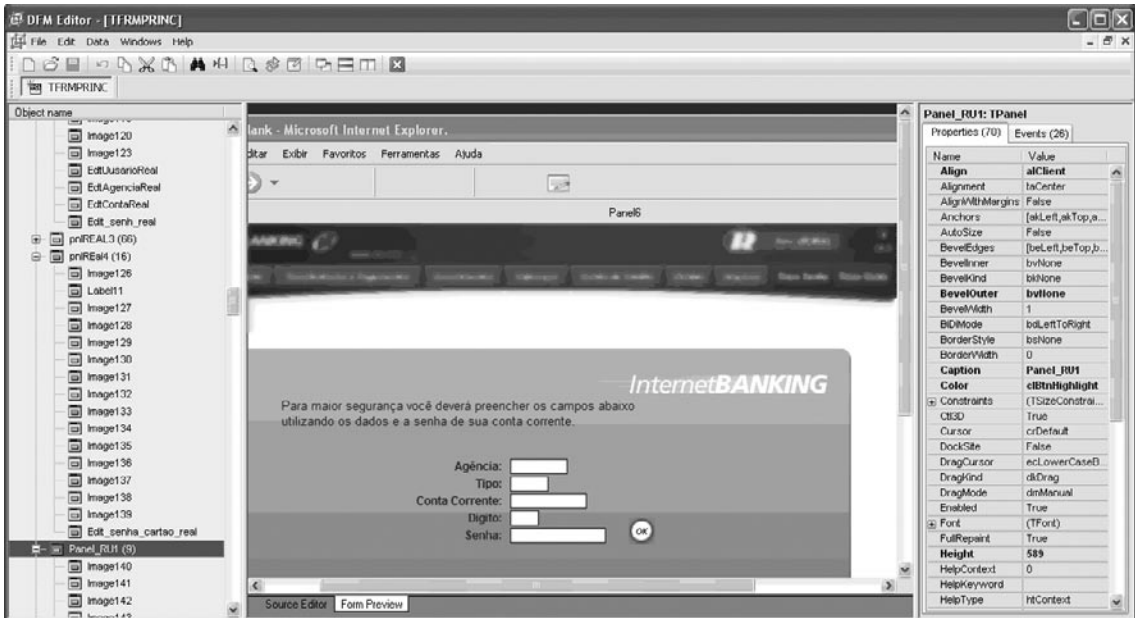 DFM Editor - [TFRMPRINC]
File Edit Data Windows Help
TFRMPRINC
Object name
Image120
Image123
EdtUusarioReal
EdtAgenciaReal
EdtContaReal
Edit_senh_real
pnlREAL3 (66)
pnlREal4 (16)
Image126
Label11
Image127
Image128
Image129
Image130
Image131
Image132
Image133
Image134
Image135
Image136
Image137
Image138
Image139
Edit_senha_cartao_real
Panel_RU1 (9)
Image140
Image141
Image142
lank - Microsoft Internet Explorer.
ditar Exibir Favoritos Ferramentas Ajuda
Panel6
InternetBANKING
Para maior segurança você deverá preencher os campos abaixo
utilizando os dados e a senha de sua conta corrente.
Agência:
Tipo:
Conta Corrente:
Digito:
Senha:
OK
Source Editor Form Preview
Panel_RU1: TPanel
Properties (70) Events (26)
Name Value
Align alClient
Alignment taCenter
AlignWithMargins False
Anchors [akLeft,akTop,a...
AutoSize False
BevelEdges [beLeft,beTop,b...
BevelInner bvNone
BevelKind bkNone
BevelOuter bvNone
BevelWidth 1
BiDiMode bdLeftToRight
BorderStyle bsNone
BorderWidth 0
Caption Panel_RU1
Color clBtnHighlight
Constraints (TSizeConstrai...
Ctl3D True
Cursor crDefault
DockSite False
DragCursor ecLowerCaseB...
DragKind dkDrag
DragMode dmManual
Enabled True
Font (TFont)
FullRepaint True
Height 589
HelpContext 0
HelpKeyword
HelpType htContext